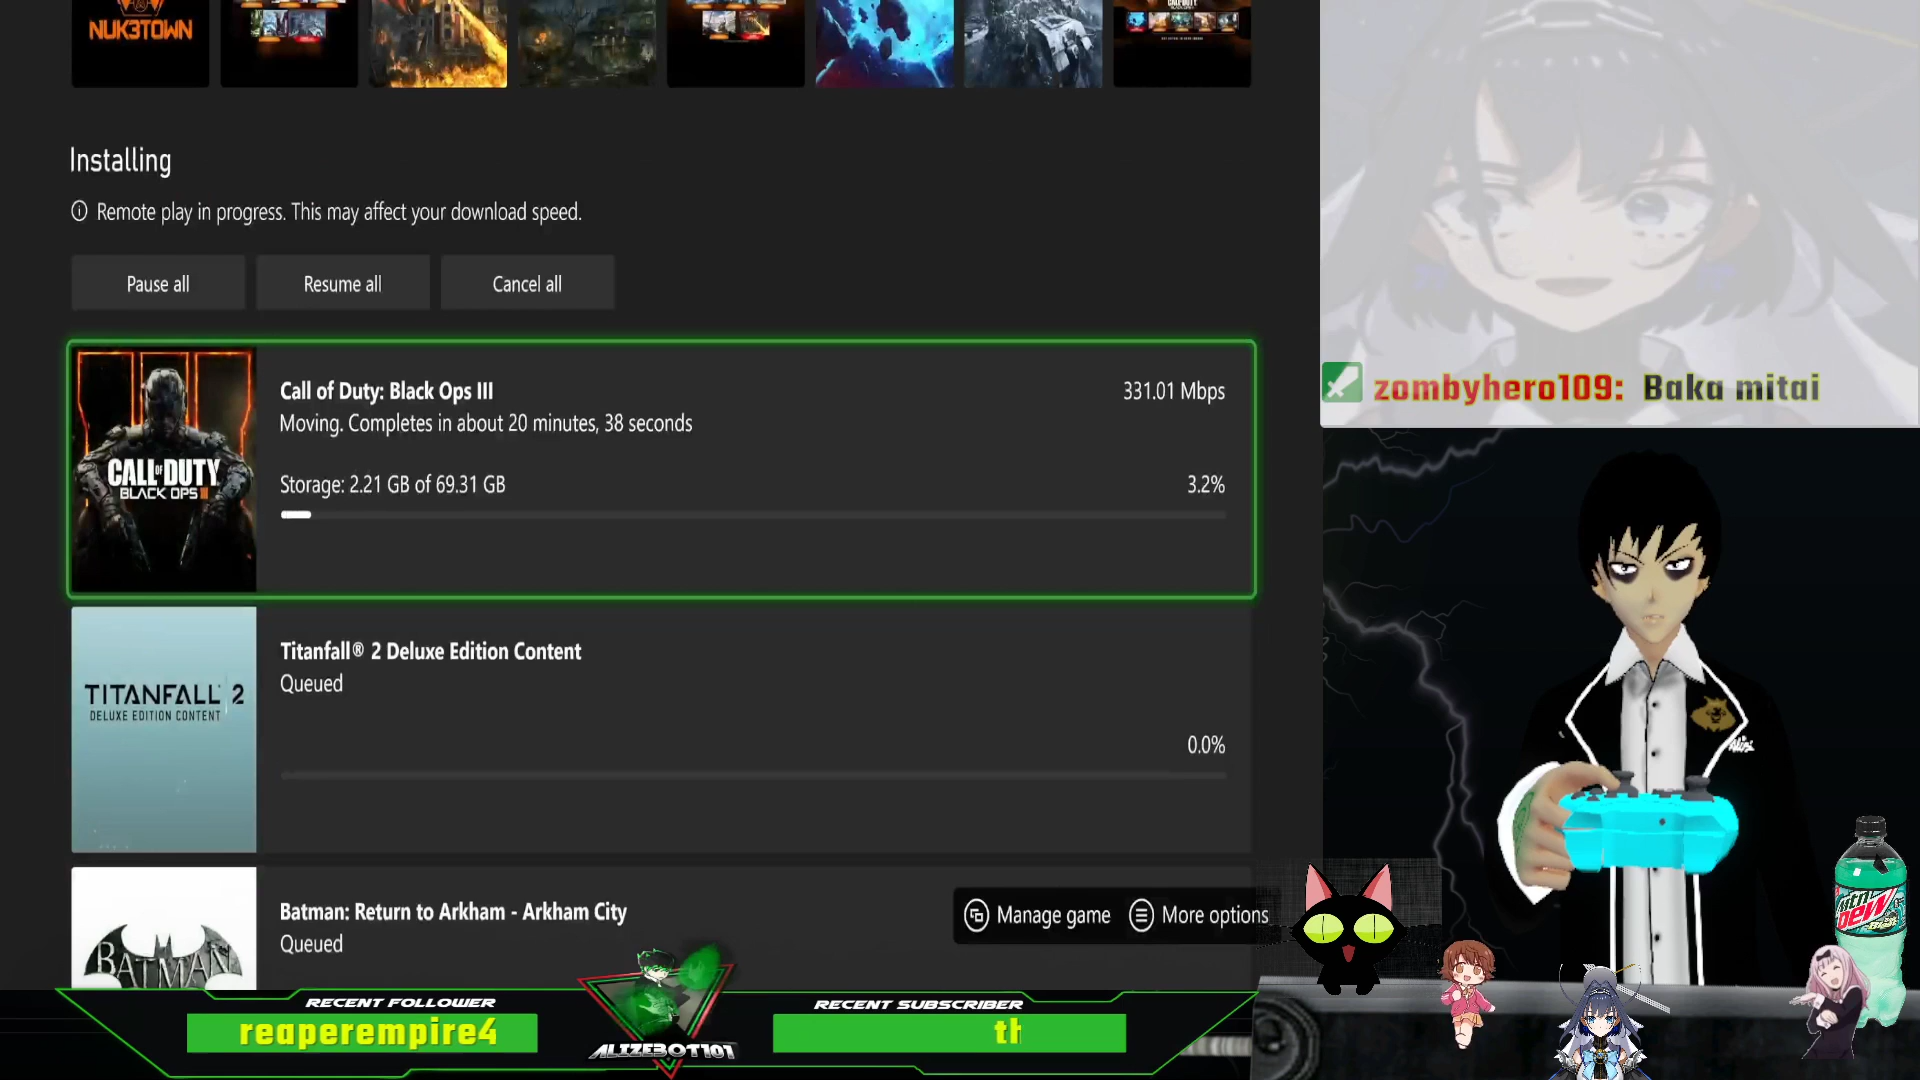 NUK3TOWN
Installing
Remote play in progress. This may affect your download speed.
Pause all
Resume all
Cancel all
CALL OF DUTY
BLACK OPS III
Call of Duty: Black Ops III
331.01 Mbps
Moving. Completes in about 20 minutes, 38 seconds
Storage: 2.21 GB of 69.31 GB
3.2%
TITANFALL 2
DELUXE EDITION CONTENT
Titanfall® 2 Deluxe Edition Content
Queued
0.0%
BATMAN
Batman: Return to Arkham - Arkham City
Queued
Manage game
More options
zombyhero109: Baka mitai
mtn
DEW
RECENT FOLLOWER
reaperempire4
ALIZEBOT101
RECENT SUBSCRIBER
th